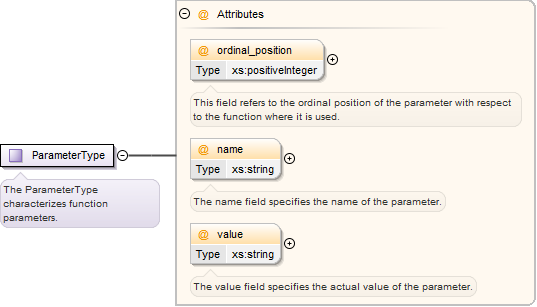 @ Attributes
@ ordinal_position
Type xs:positiveInteger
This field refers to the ordinal position of the parameter with respect
to the function where it is used.
ParameterType
The ParameterType
characterizes function
parameters.
@ name
Type xs:string
The name field specifies the name of the parameter.
@ value
Type xs:string
The value field specifies the actual value of the parameter.